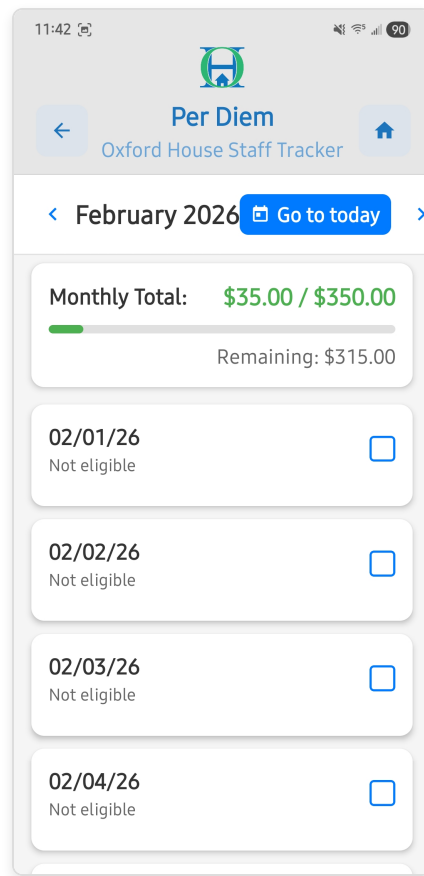 11:42
90
Per Diem
Oxford House Staff Tracker
February 2026 Go to today
Monthly Total: $35.00 / $350.00
Remaining: $315.00
02/01/26
Not eligible
02/02/26
Not eligible
02/03/26
Not eligible
02/04/26
Not eligible